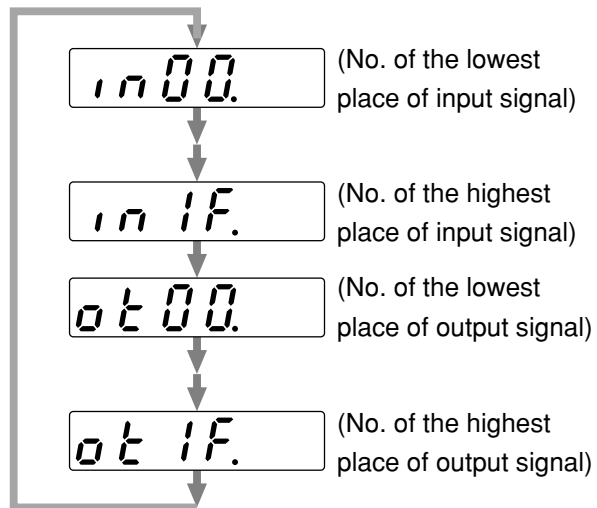 in00.
(No. of the lowest
place of input signal)
in1F.
(No. of the highest
place of input signal)
ot00.
(No. of the lowest
place of output signal)
ot1F.
(No. of the highest
place of output signal)